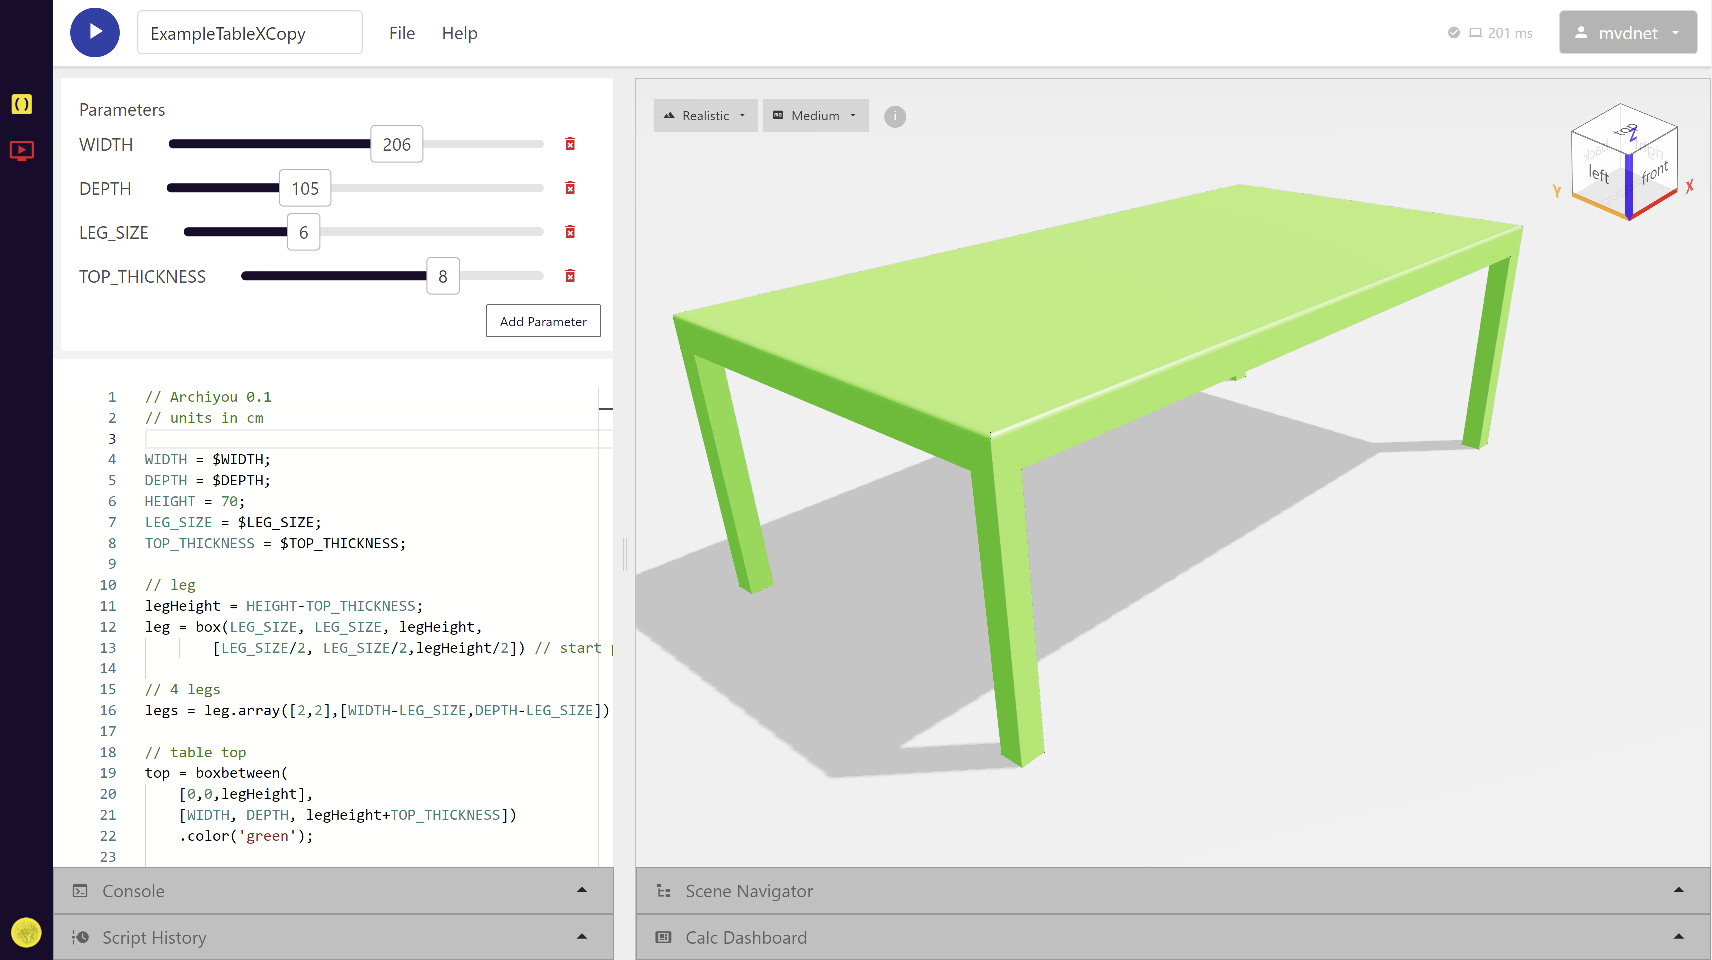 ExampleTableXCopy
File
Help
201 ms
mvdnet
()
Parameters
WIDTH
206
DEPTH
105
LEG_SIZE
6
TOP_THICKNESS
8
Add Parameter
1 // Archiyou 0.1
2 // units in cm
3
4 WIDTH = $WIDTH;
5 DEPTH = $DEPTH;
6 HEIGHT = 70;
7 LEG_SIZE = $LEG_SIZE;
8 TOP_THICKNESS = $TOP_THICKNESS;
9
10 // leg
11 legHeight = HEIGHT-TOP_THICKNESS;
12 leg = box(LEG_SIZE, LEG_SIZE, legHeight,
13 [LEG_SIZE/2, LEG_SIZE/2,legHeight/2]) // start
14
15 // 4 legs
16 legs = leg.array([2,2],[WIDTH-LEG_SIZE,DEPTH-LEG_SIZE])
17
18 // table top
19 top = boxbetween(
20 [0,0,legHeight],
21 [WIDTH, DEPTH, legHeight+TOP_THICKNESS])
22 .color('green');
23
Console
Script History
Realistic
Medium
i
top
Z
back
right
left
front
Y
X
Scene Navigator
Calc Dashboard